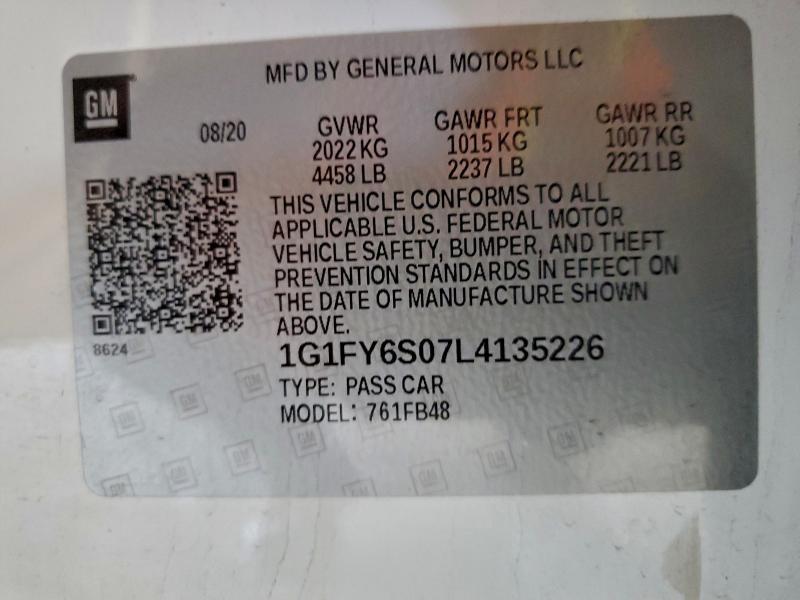 MFD BY GENERAL MOTORS LLC
GM
08/20
GVWR GAWR FRT GAWR RR
2022 KG 1015 KG 1007 KG
4458 LB 2237 LB 2221 LB
THIS VEHICLE CONFORMS TO ALL
APPLICABLE U.S. FEDERAL MOTOR
VEHICLE SAFETY, BUMPER, AND THEFT
PREVENTION STANDARDS IN EFFECT ON
THE DATE OF MANUFACTURE SHOWN
ABOVE.
8624
1G1FY6S07L4135226
TYPE: PASS CAR
MODEL: 761FB48